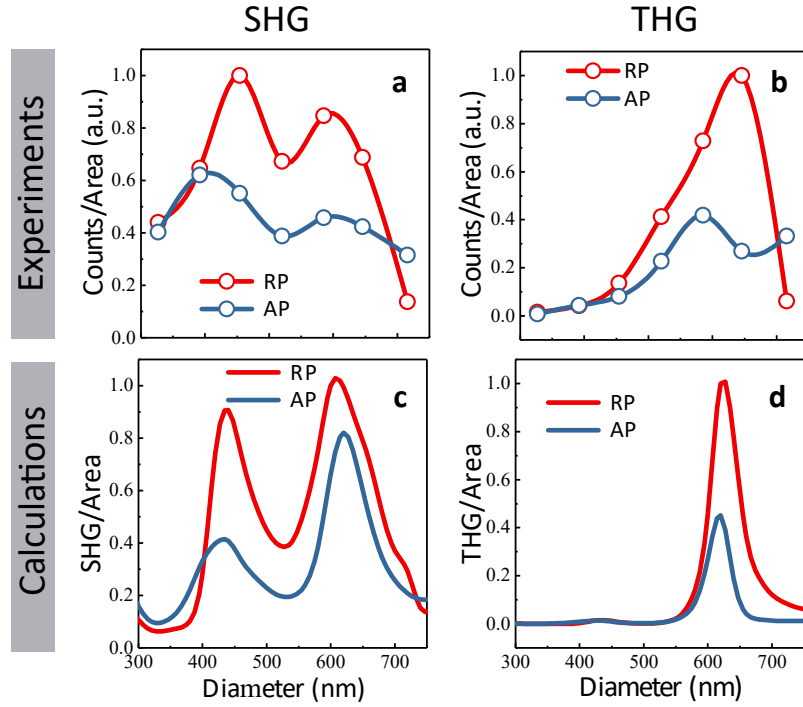 SHG
THG
Experiments
Calculations
a
Counts/Area (a.u.)
1.0
0.8
0.6
0.4
0.2
0.0
RP
AP
b
Counts/Area (a.u.)
1.0
0.8
0.6
0.4
0.2
0.0
RP
AP
c
SHG/Area
1.0
0.8
0.6
0.4
0.2
0.0
RP
AP
300 400 500 600 700
Diameter (nm)
d
THG/Area
1.0
0.8
0.6
0.4
0.2
0.0
RP
AP
300 400 500 600 700
Diameter (nm)